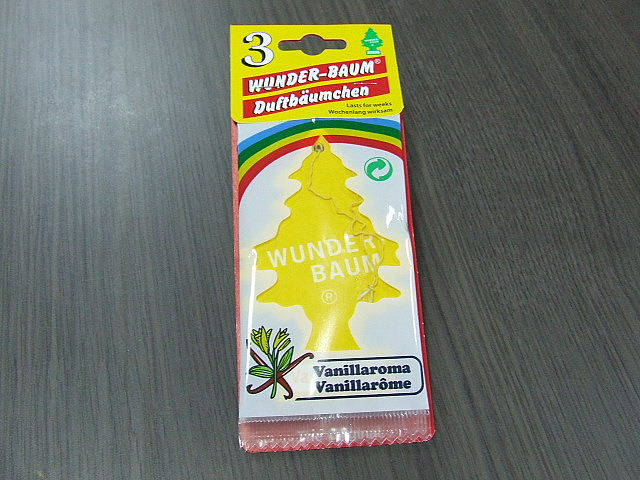 3
WUNDER-BAUM®
Duftbäumchen
Lasts for weeks
Wochenlang wirksam
WUNDER
BAUM
®
Vanillaroma
Vanillarôme